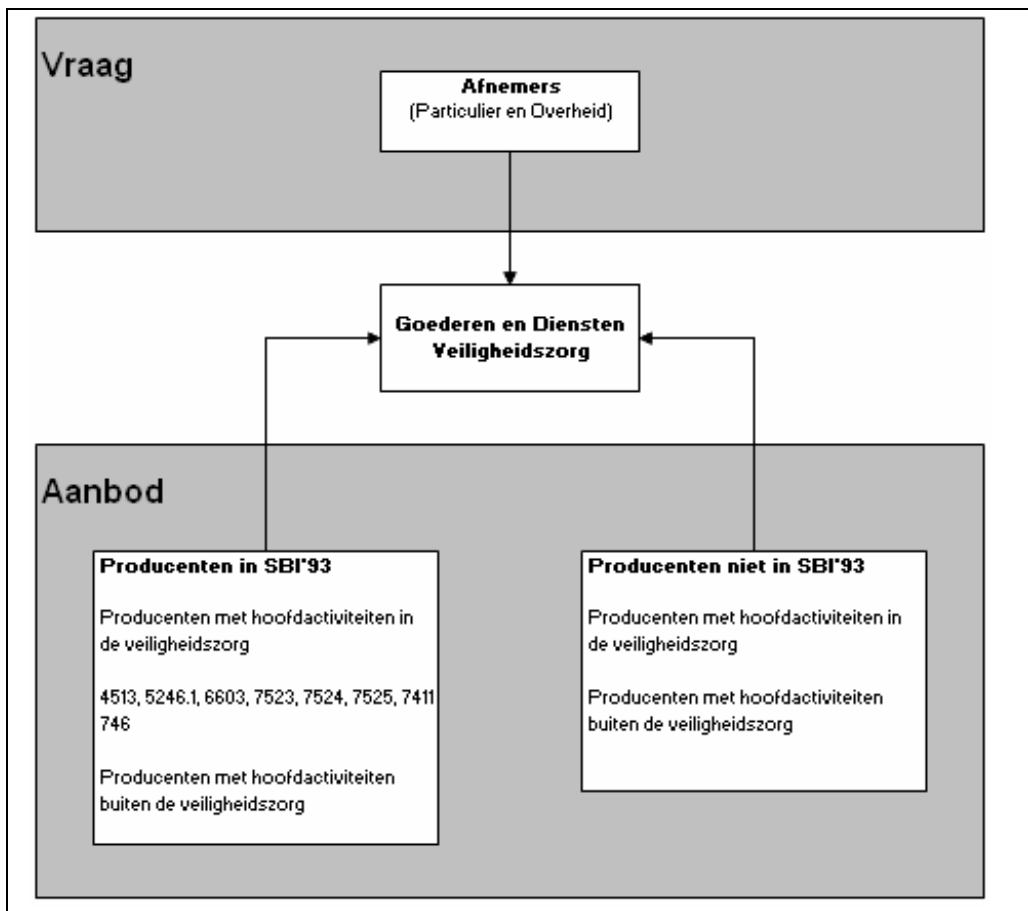 Vraag
Afnemers
(Particulier en Overheid)
Goederen en Diensten
Veiligheidszorg
Aanbod
Producenten in SBI'93
Producenten met hoofdactiviteiten in
de veiligheidszorg
4513, 5246.1, 6603, 7523, 7524, 7525, 7411
746
Producenten met hoofdactiviteiten
buiten de veiligheidszorg
Producenten niet in SBI'93
Producenten met hoofdactiviteiten in
de veiligheidszorg
Producenten met hoofdactiviteiten
buiten de veiligheidszorg